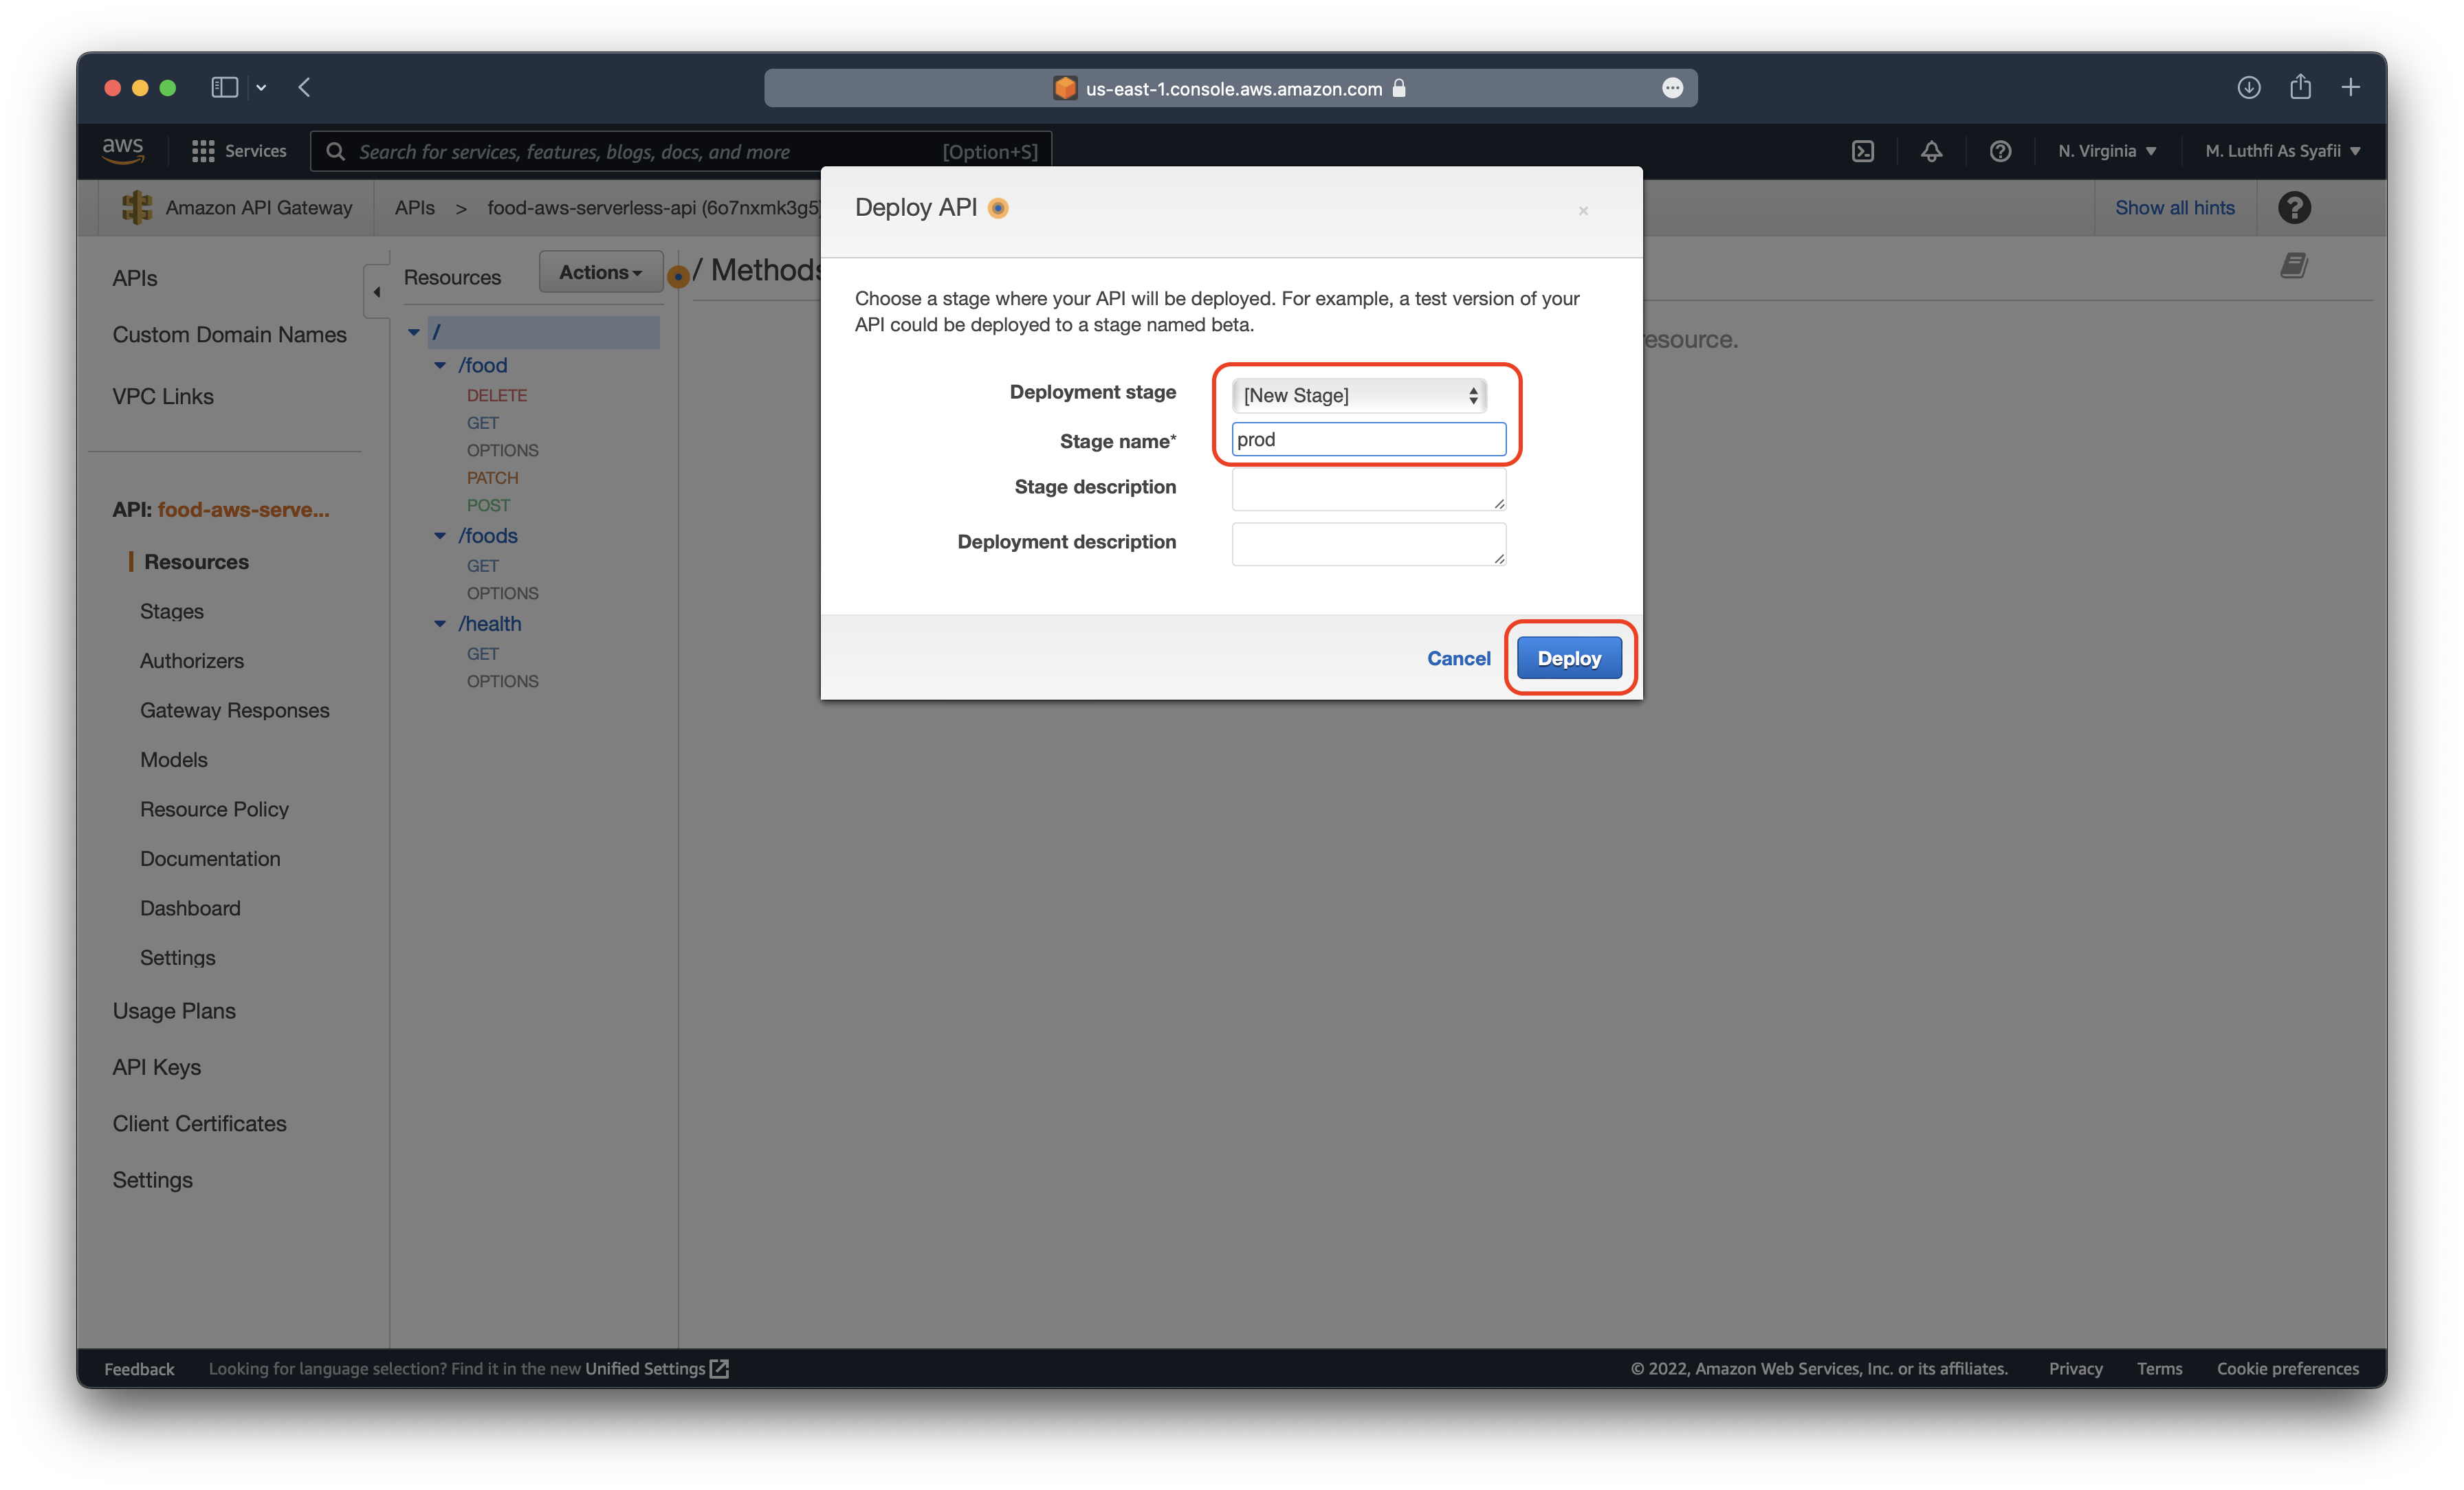 us-east-1.console.aws.amazon.com
aws
Services
Search for services, features, blogs, docs, and more
[Option+S]
N. Virginia
M. Luthfi As Syafii
Amazon API Gateway
APIs > food-aws-serverless-api (6o7nxmk3g5)
Show all hints
APIs
Custom Domain Names
VPC Links
API: food-aws-serve...
Resources
Stages
Authorizers
Gateway Responses
Models
Resource Policy
Documentation
Dashboard
Settings
Usage Plans
API Keys
Client Certificates
Settings
Resources
Actions
/
/food
DELETE
GET
OPTIONS
PATCH
POST
/foods
GET
OPTIONS
/health
GET
OPTIONS
/ Methods
esource.
Deploy API
×
Choose a stage where your API will be deployed. For example, a test version of your
API could be deployed to a stage named beta.
Deployment stage [New Stage]
Stage name* prod
Stage description
Deployment description
Cancel Deploy
Feedback
Looking for language selection? Find it in the new Unified Settings
© 2022, Amazon Web Services, Inc. or its affiliates.
Privacy
Terms
Cookie preferences